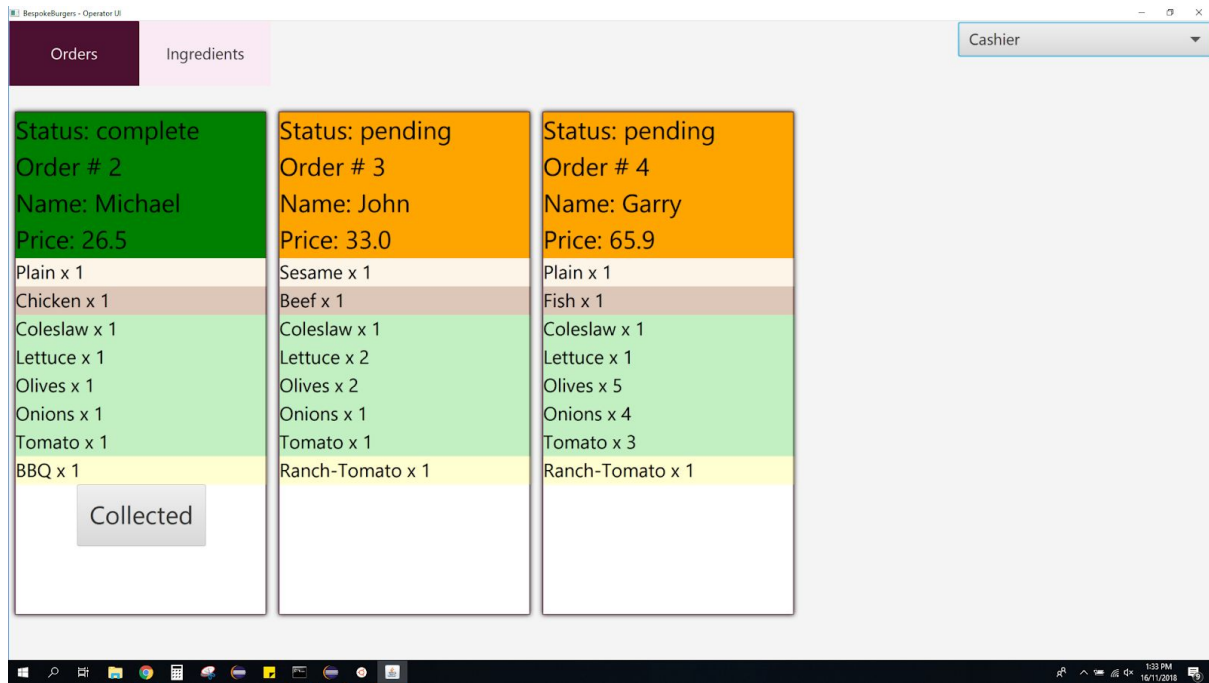 BespokeBurgers - Operator UI
Orders
Ingredients
Cashier
Status: complete
Order # 2
Name: Michael
Price: 26.5
Plain x 1
Chicken x 1
Coleslaw x 1
Lettuce x 1
Olives x 1
Onions x 1
Tomato x 1
BBQ x 1
Collected
Status: pending
Order # 3
Name: John
Price: 33.0
Sesame x 1
Beef x 1
Coleslaw x 1
Lettuce x 2
Olives x 2
Onions x 1
Tomato x 1
Ranch-Tomato x 1
Status: pending
Order # 4
Name: Garry
Price: 65.9
Plain x 1
Fish x 1
Coleslaw x 1
Lettuce x 1
Olives x 5
Onions x 4
Tomato x 3
Ranch-Tomato x 1
1:33 PM
16/11/2018